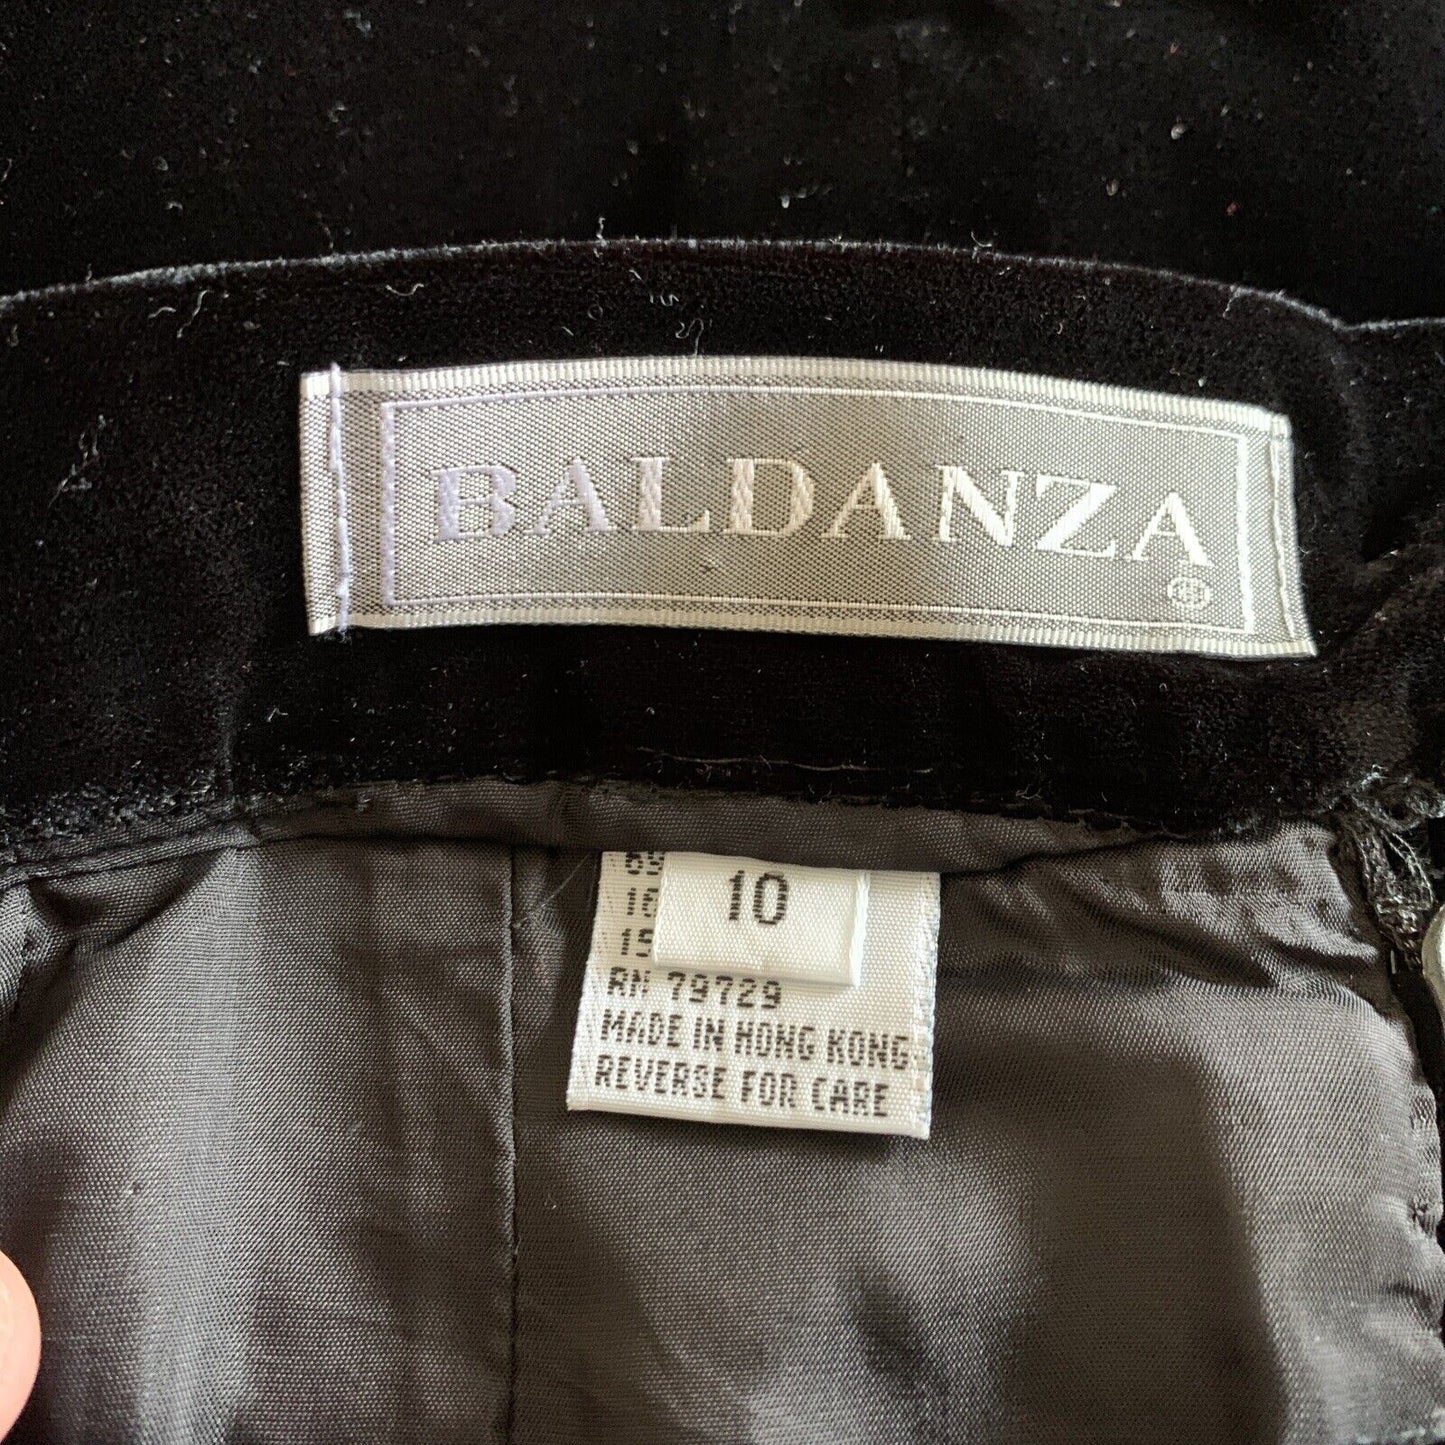 BALDANZA
®
10
RN 79729
MADE IN HONG KONG
REVERSE FOR CARE